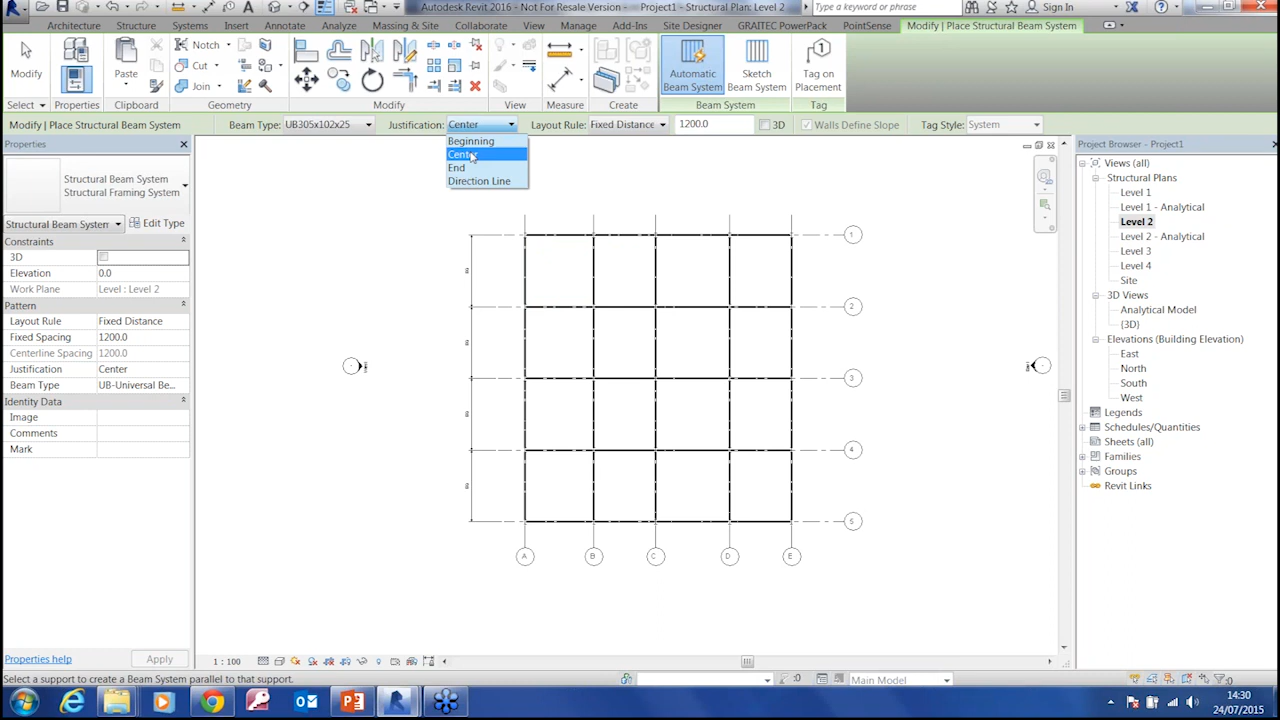 Autodesk Revit 2016 - Not For Resale Version - Project1 - Structural Plan: Level 2
Type a keyword or phrase
Sign In
Architecture Structure Systems Insert Annotate Analyze Massing & Site Collaborate View Manage Add-Ins Site Designer GRAITEC PowerPack PointSense Modify | Place Structural Beam System
Modify
Paste
Notch
Cut
Join
Automatic
Beam System
Sketch
Beam System
Tag on
Placement
Select Properties Clipboard Geometry Modify View Measure Create Beam System Tag
Modify | Place Structural Beam System Beam Type: UB305x102x25 Justification: Center Layout Rule: Fixed Distance 1200.0 3D Walls Define Slope Tag Style: System
Beginning
Center
End
Direction Line
Properties
Structural Beam System
Structural Framing System
Structural Beam System Edit Type
Constraints
3D
Elevation 0.0
Work Plane Level : Level 2
Pattern
Layout Rule Fixed Distance
Fixed Spacing 1200.0
Centerline Spacing 1200.0
Justification Center
Beam Type UB-Universal Be...
Identity Data
Image
Comments
Mark
Properties help Apply
1
2
3
4
5
A B C D E
1 : 100
Project Browser - Project1
Views (all)
Structural Plans
Level 1
Level 1 - Analytical
Level 2
Level 2 - Analytical
Level 3
Level 4
Site
3D Views
Analytical Model
{3D}
Elevations (Building Elevation)
East
North
South
West
Legends
Schedules/Quantities
Sheets (all)
Families
Groups
Revit Links
Select a support to create a Beam System parallel to that support.
:0
Main Model
:0
14:30
24/07/2015